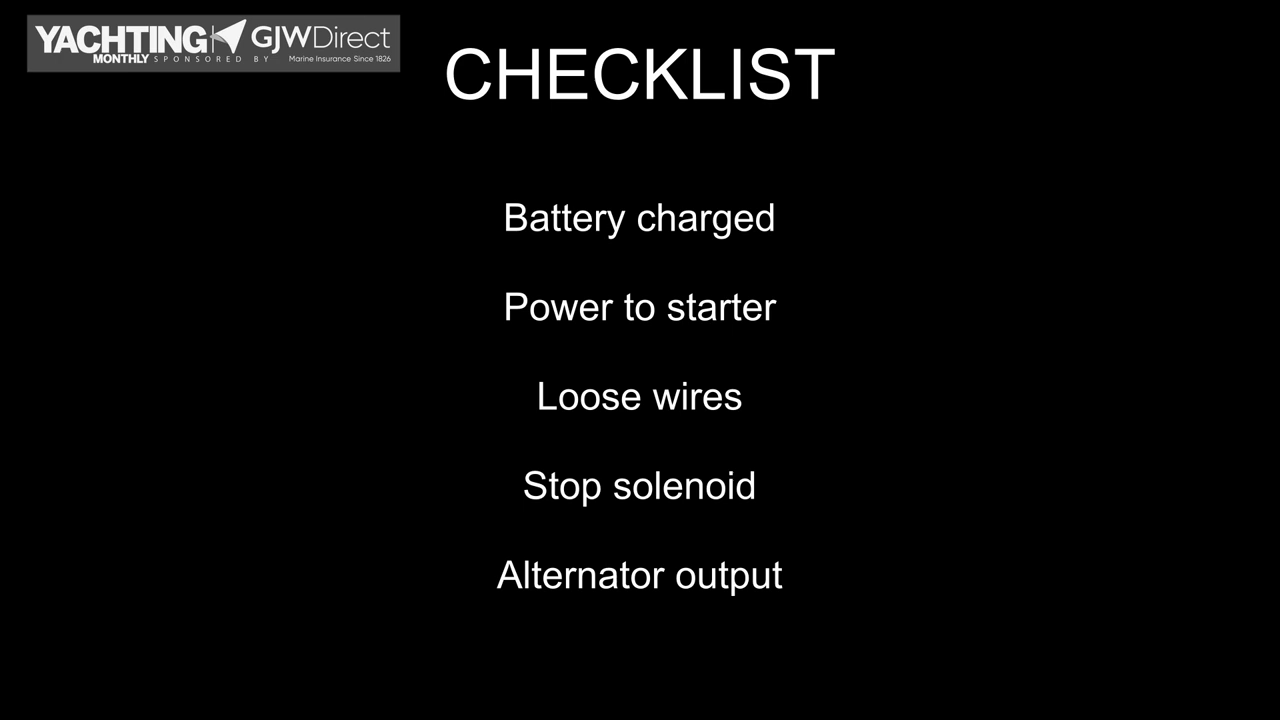 YACHTING MONTHLY SPONSORED BY GJWDirect Marine Insurance Since 1826
CHECKLIST
Battery charged
Power to starter
Loose wires
Stop solenoid
Alternator output